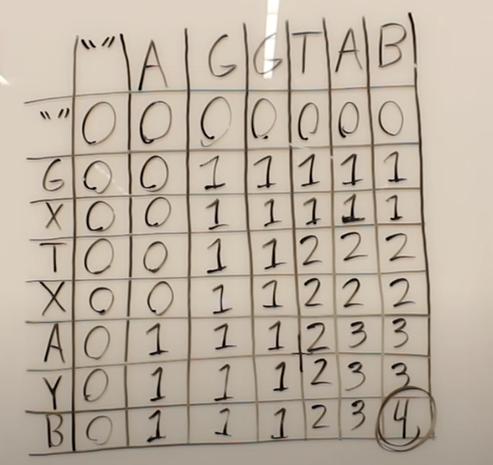 "" A G G T A B
"" 0 0 0 0 0 0 0
G 0 0 1 1 1 1 1
X 0 0 1 1 1 1 1
T 0 0 1 1 2 2 2
X 0 0 1 1 2 2 2
A 0 1 1 1 2 3 3
Y 0 1 1 1 2 3 3
B 0 1 1 1 2 3 4